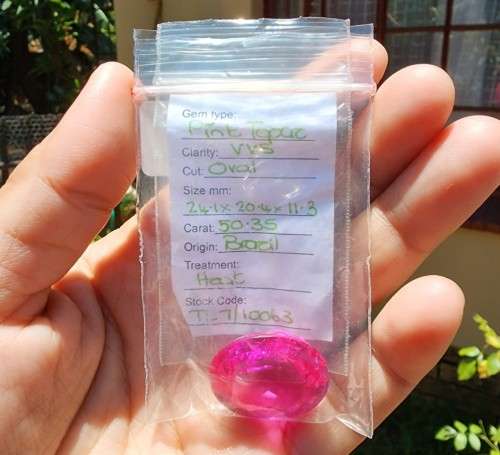 Gem type:
Pink Topaz
Clarity: VVS
Cut: Oval
Size mm:
24.1 x 20.4 x 11.3
Carat: 50.35
Origin: Brazil
Treatment:
Heat
Stock Code:
T-7/10063